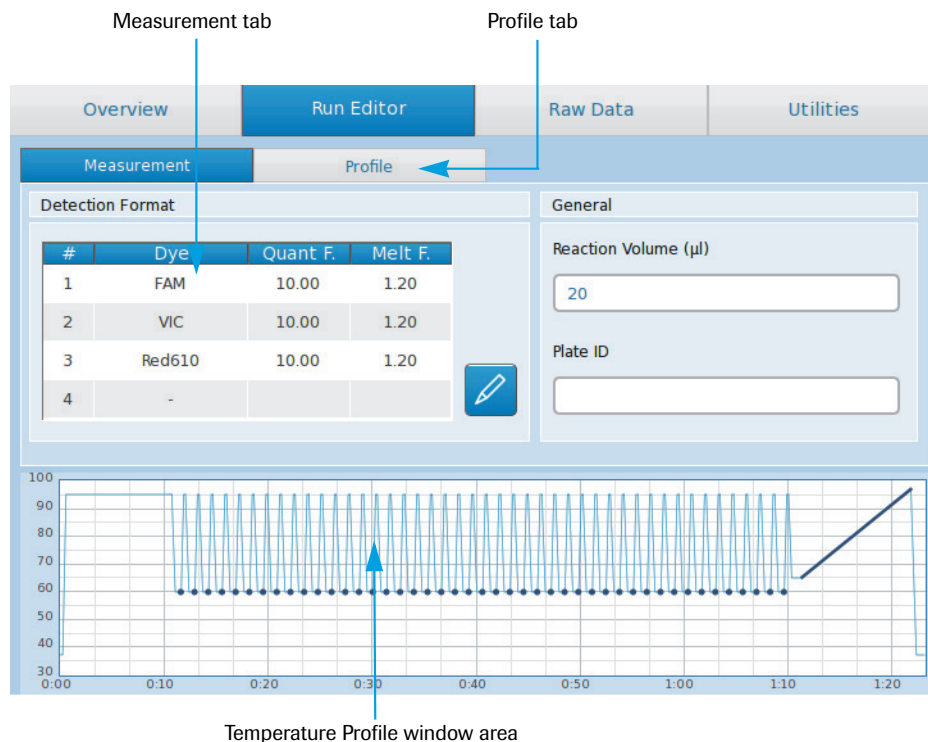 Measurement tab Profile tab
Overview Run Editor Raw Data Utilities
Measurement Profile
Detection Format
# Dye Quant F. Melt F.
1 FAM 10.00 1.20
2 VIC 10.00 1.20
3 Red610 10.00 1.20
4 -
General
Reaction Volume (µl)
20
Plate ID
100
90
80
70
60
50
40
30
0:00 0:10 0:20 0:30 0:40 0:50 1:00 1:10 1:20
Temperature Profile window area